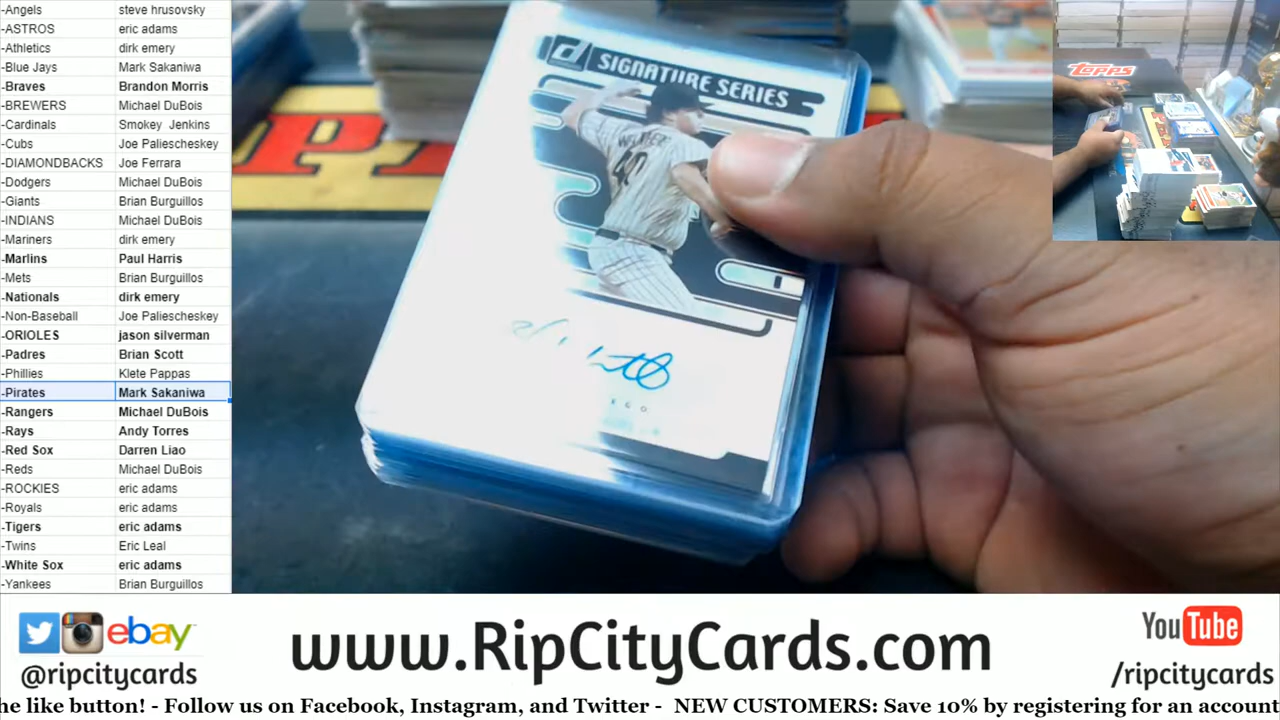 -Angels steve hrusovsky
-ASTROS eric adams
-Athletics dirk emery
-Blue Jays Mark Sakaniwa
-Braves Brandon Morris
-BREWERS Michael DuBois
-Cardinals Smokey Jenkins
-Cubs Joe Paliescheskey
-DIAMONDBACKS Joe Ferrara
-Dodgers Michael DuBois
-Giants Brian Burguillos
-INDIANS Michael DuBois
-Mariners dirk emery
-Marlins Paul Harris
-Mets Brian Burguillos
-Nationals dirk emery
-Non-Baseball Joe Paliescheskey
-ORIOLES jason silverman
-Padres Brian Scott
-Phillies Klete Pappas
-Pirates Mark Sakaniwa
-Rangers Michael DuBois
-Rays Andy Torres
-Red Sox Darren Liao
-Reds Michael DuBois
-ROCKIES eric adams
-Royals eric adams
-Tigers eric adams
-Twins Eric Leal
-White Sox eric adams
-Yankees Brian Burguillos
d SIGNATURE SERIES
40
EGO
Topps
ebay
@ripcitycards
www.RipCityCards.com
YouTube
/ripcitycards
he like button! - Follow us on Facebook, Instagram, and Twitter - NEW CUSTOMERS: Save 10% by registering for an account